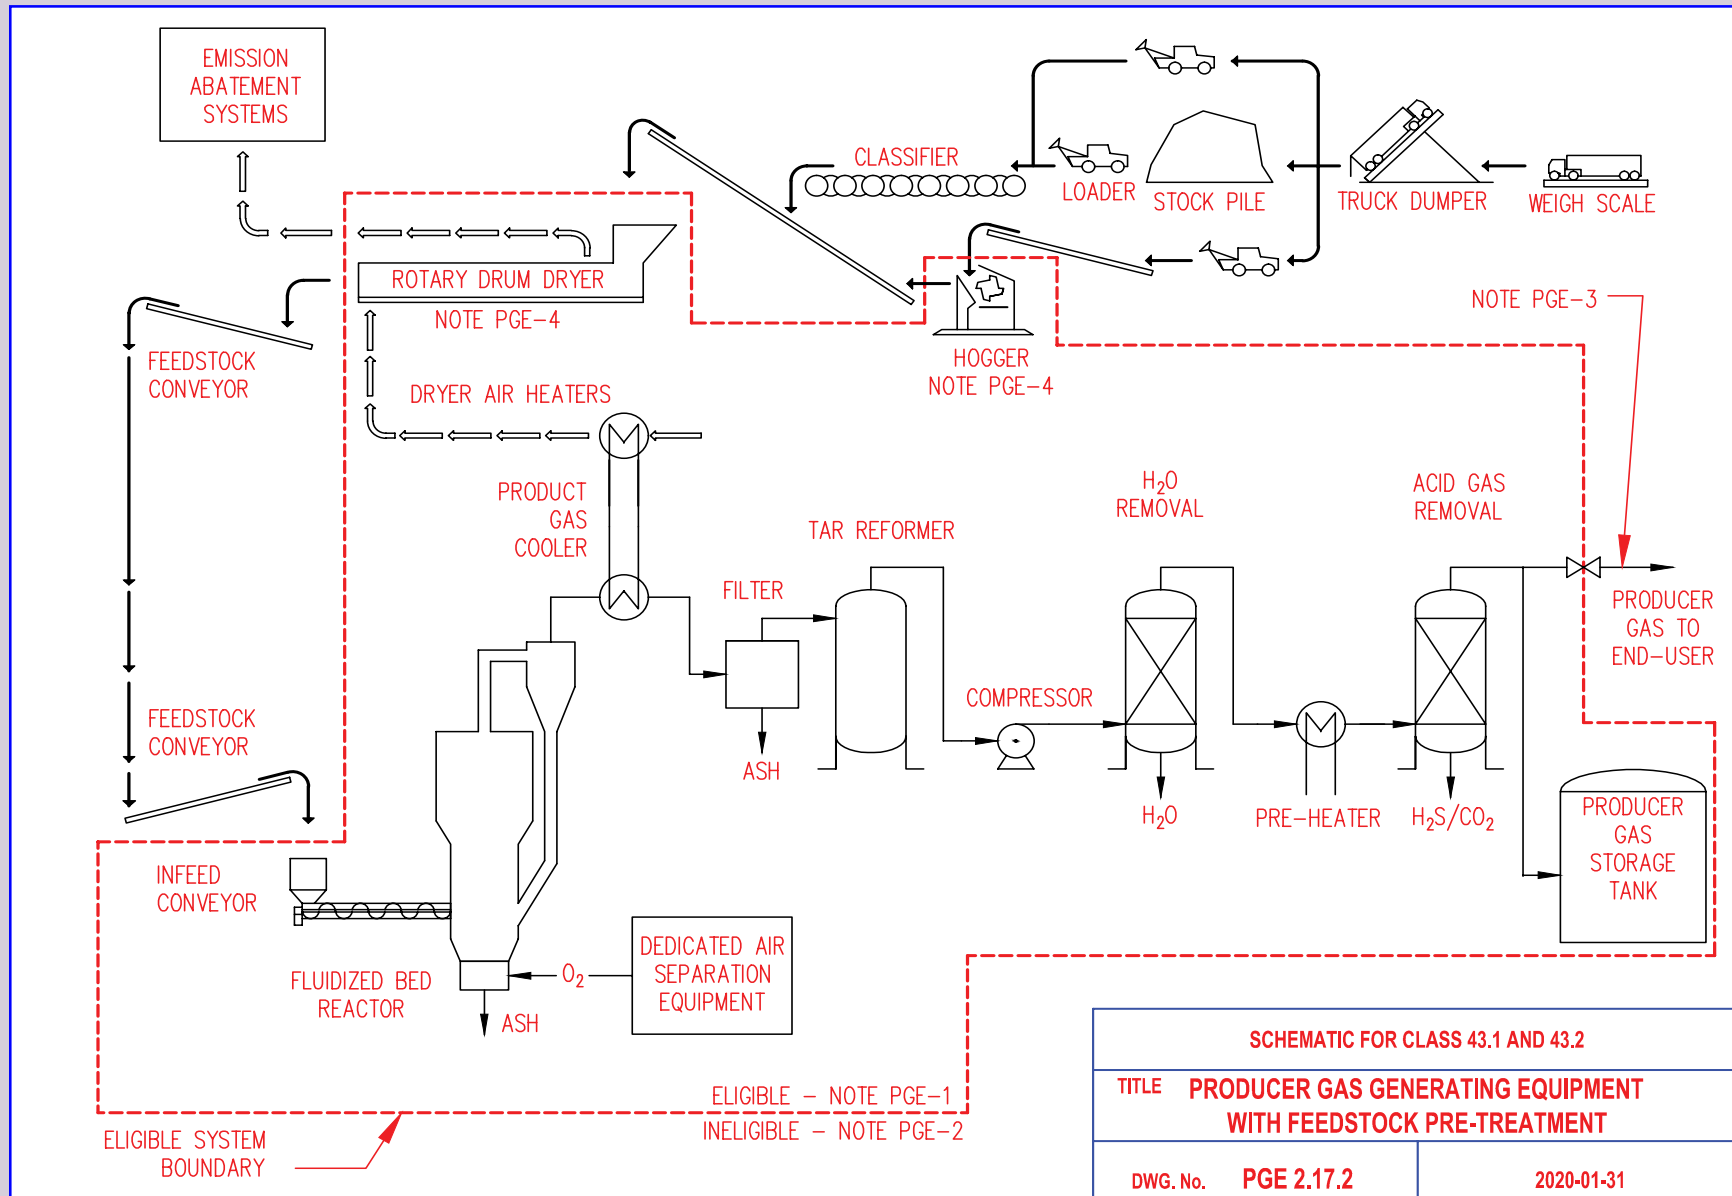 EMISSION
ABATEMENT
SYSTEMS
CLASSIFIER
LOADER
STOCK PILE
TRUCK DUMPER
WEIGH SCALE
ROTARY DRUM DRYER
NOTE PGE-4
HOGGER
NOTE PGE-4
NOTE PGE-3
FEEDSTOCK
CONVEYOR
DRYER AIR HEATERS
PRODUCT
GAS
COOLER
TAR REFORMER
H₂O
REMOVAL
ACID GAS
REMOVAL
FILTER
PRODUCER
GAS TO
END-USER
FEEDSTOCK
CONVEYOR
ASH
COMPRESSOR
H₂O
PRE-HEATER
H₂S/CO₂
PRODUCER
GAS
STORAGE
TANK
INFEED
CONVEYOR
FLUIDIZED BED
REACTOR
O₂
DEDICATED AIR
SEPARATION
EQUIPMENT
ASH
ELIGIBLE - NOTE PGE-1
INELIGIBLE - NOTE PGE-2
ELIGIBLE SYSTEM
BOUNDARY
SCHEMATIC FOR CLASS 43.1 AND 43.2
TITLE PRODUCER GAS GENERATING EQUIPMENT
WITH FEEDSTOCK PRE-TREATMENT
DWG. No. PGE 2.17.2 2020-01-31